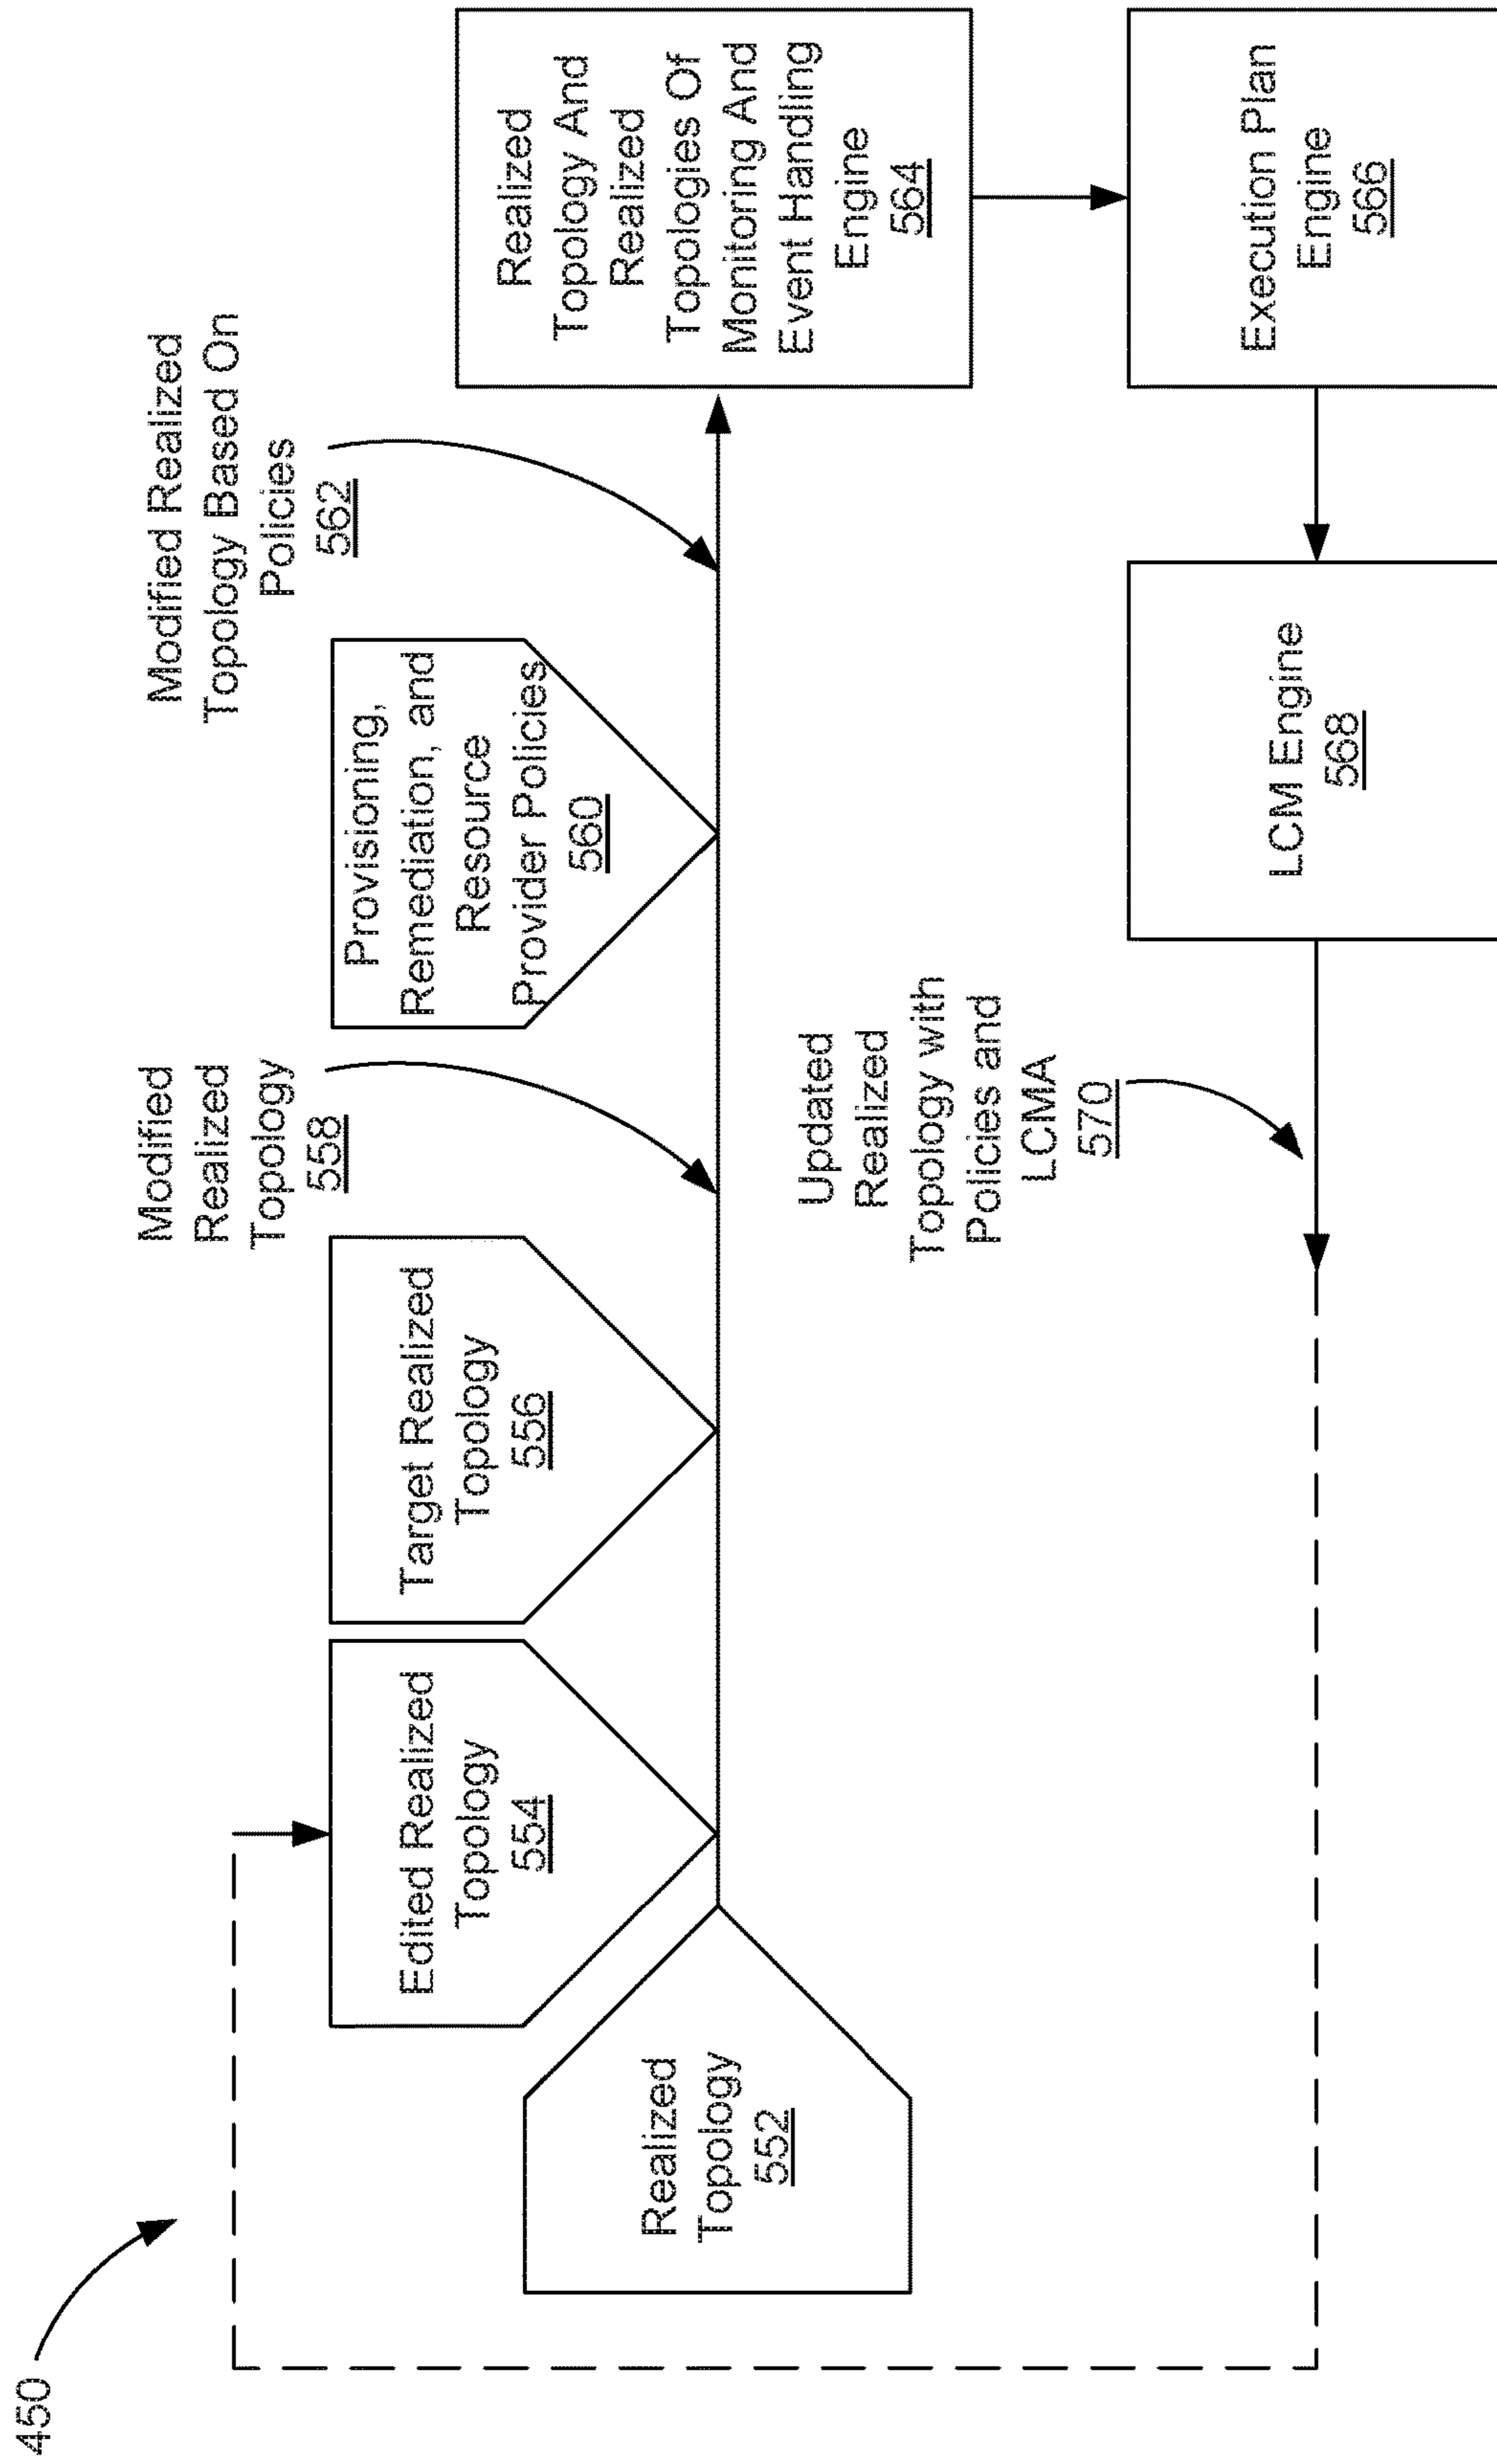 450
Realized
Topology
552
Edited Realized
Topology
554
Target Realized
Topology
556
Modified
Realized
Topology
558
Provisioning,
Remediation, and
Resource
Provider Policies
560
Modified Realized
Topology Based On
Policies
562
Realized
Topology And
Realized
Topologies Of
Monitoring And
Event Handling
Engine
564
Execution Plan
Engine
566
LCM Engine
568
Updated
Realized
Topology with
Policies and
LCMA
570